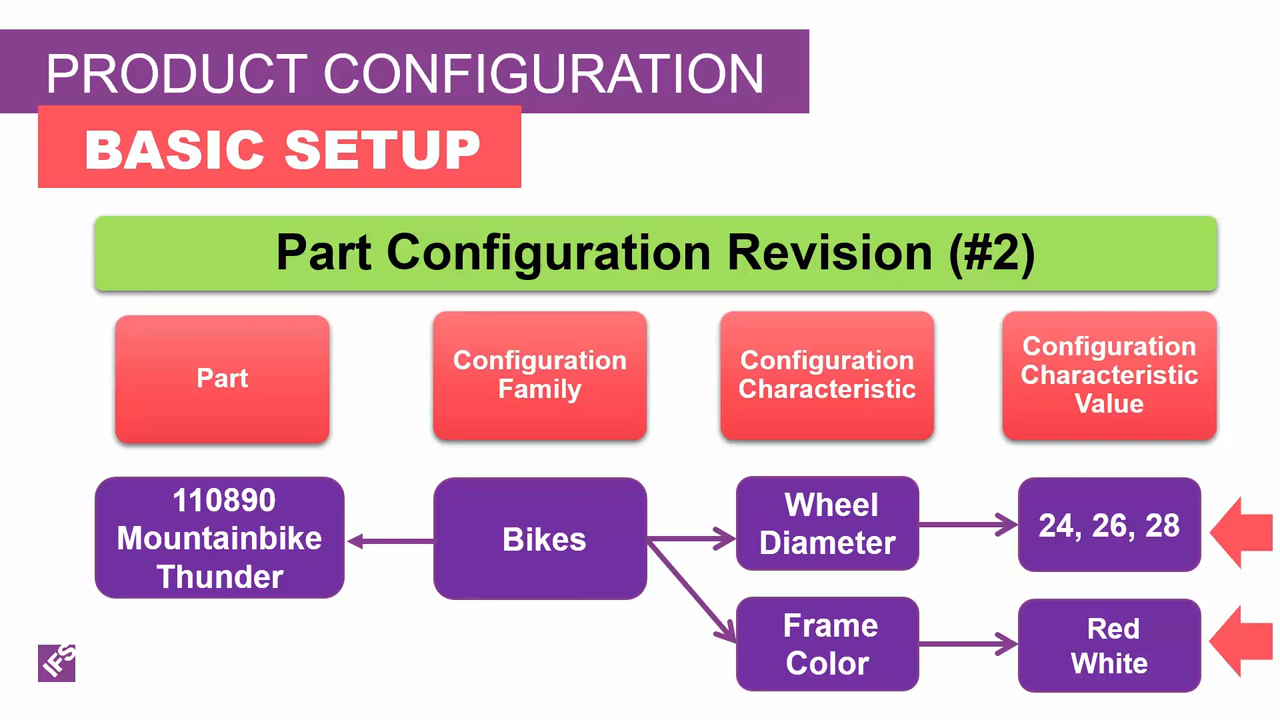 PRODUCT CONFIGURATION
BASIC SETUP
Part Configuration Revision (#2)
Part
Configuration
Family
Configuration
Characteristic
Configuration
Characteristic
Value
110890
Mountainbike
Thunder
Bikes
Wheel
Diameter
24, 26, 28
Frame
Color
Red
White
IFS